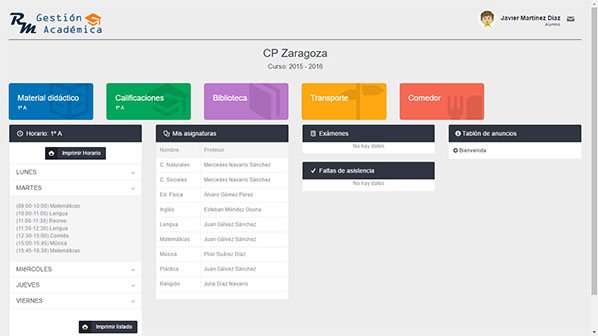 RM Gestión Académica
Javier Martínez Díaz
Alumno
CP Zaragoza
Curso: 2015 - 2016
Material didáctico
1º A
Calificaciones
1º A
Biblioteca
Transporte
Comedor
Horario: 1º A
Imprimir Horario
LUNES
MARTES
(09:00-10:00) Matemáticas
(10:00-11:00) Lengua
(11:00-11:30) Recreo
(11:30-12:30) Lengua
(12:30-15:00) Comida
(15:00-15:45) Música
(15:45-16:30) Matemáticas
MIéRCOLES
JUEVES
VIERNES
Imprimir listado
Mis asignaturas
Nombre Profesor
C. Naturales Mercedes Navarro Sánchez
C. Sociales Mercedes Navarro Sánchez
Ed. Física Álvaro Gómez Pérez
Inglés Esteban Méndez Osuna
Lengua Juan Gálvez Sánchez
Matemáticas Juan Gálvez Sánchez
Música Pilar Suárez Díaz
Plástica Juan Gálvez Sánchez
Religión Julia Díaz Navarro
Exámenes
No hay datos
Faltas de asistencia
No hay datos
Tablón de anuncios
Bienvenida